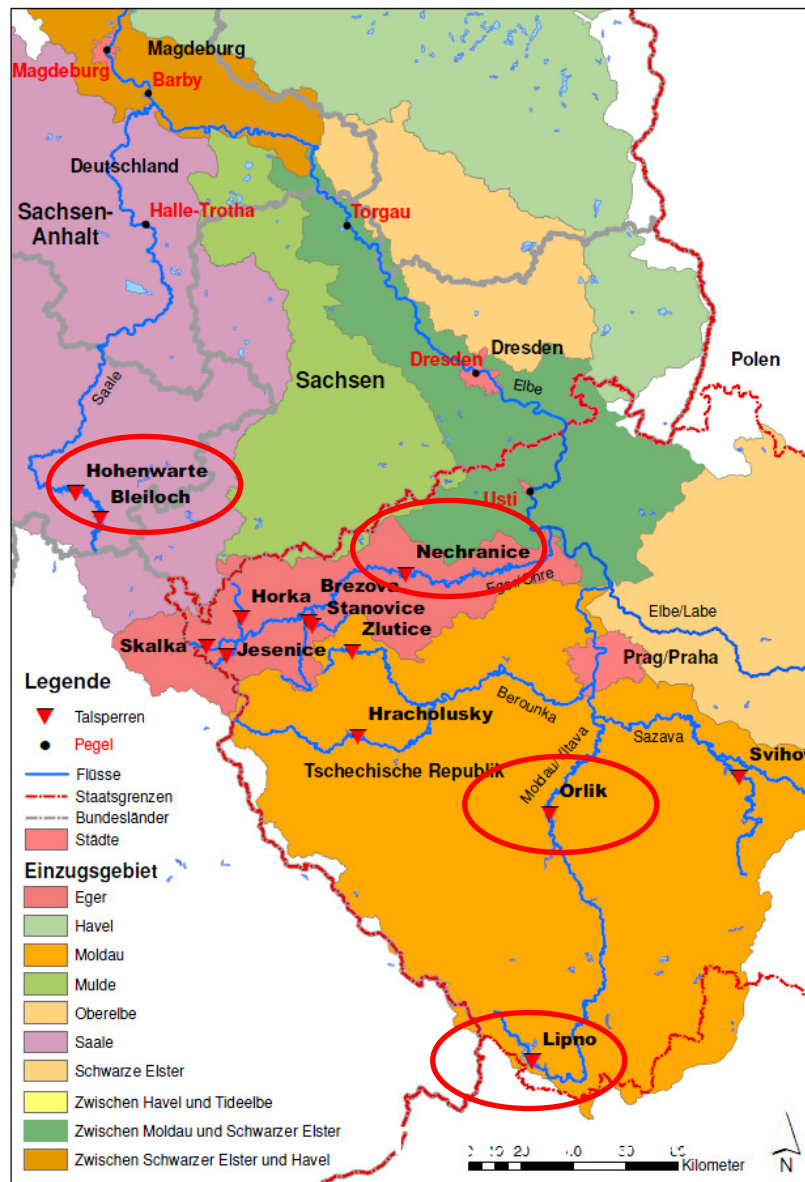 Magdeburg
Magdeburg
Barby
Deutschland
Sachsen-
Anhalt
Halle-Trotha
Torgau
Dresden
Dresden
Polen
Elbe
Sachsen
Saale
Hohenwarte
Bleiloch
Usti
Nechranice
Eger/Ohre
Brezova
Horka
Stanovice
Zlutice
Elbe/Labe
Skalka
Jesenice
Prag/Praha
Legende
Talsperren
Pegel
Flüsse
Staatsgrenzen
Bundesländer
Städte
Hracholusky
Berounka
Sazava
Tschechische Republik
Moldau/
Orlik
Sviho
Einzugsgebiet
Eger
Havel
Moldau
Mulde
Oberelbe
Saale
Schwarze Elster
Zwischen Havel und Tideelbe
Zwischen Moldau und Schwarzer Elster
Zwischen Schwarzer Elster und Havel
Lipno
Kilometer
N